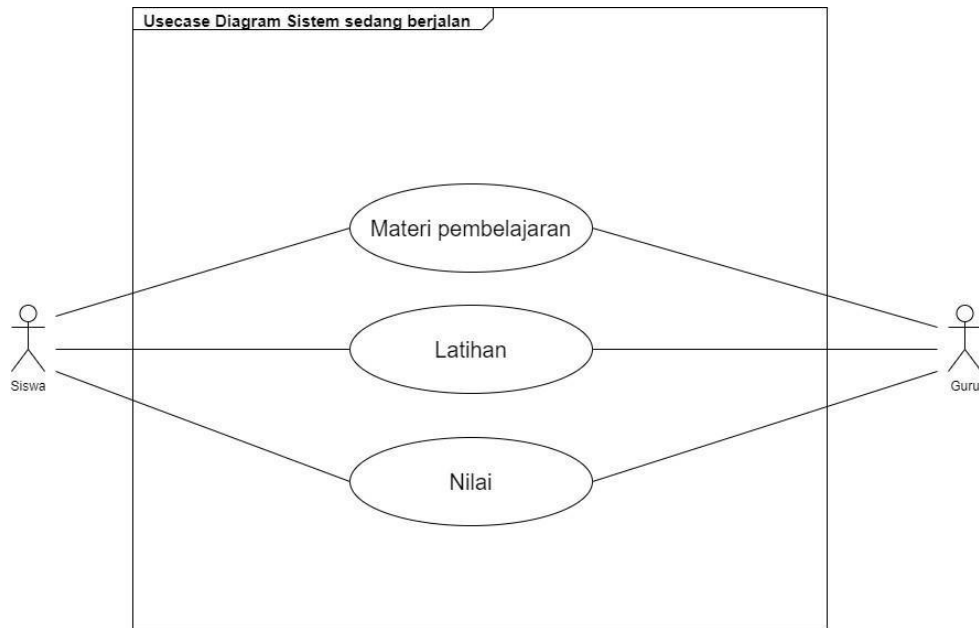 Usecase Diagram Sistem sedang berjalan
Materi pembelajaran
Latihan
Siswa
Guru
Nilai